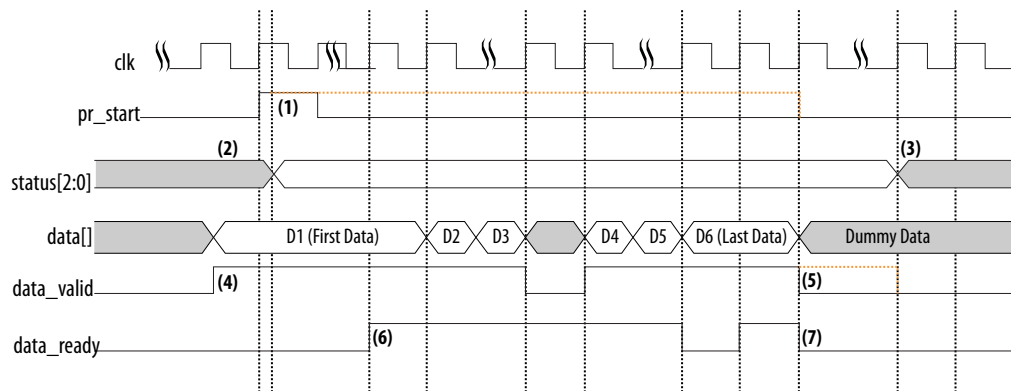 clk
pr_start
(1)
(2)
(3)
status[2:0]
data[]
D1 (First Data)
D2
D3
D4
D5
D6 (Last Data)
Dummy Data
data_valid
(4)
(5)
data_ready
(6)
(7)